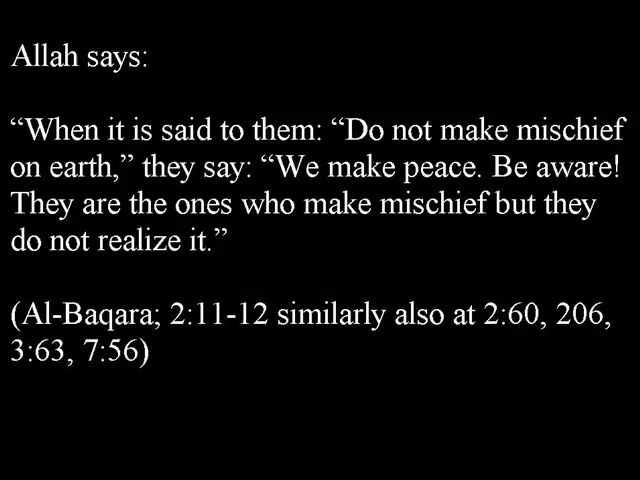 Allah says:
“When it is said to them: “Do not make mischief
on earth,” they say: “We make peace. Be aware!
They are the ones who make mischief but they
do not realize it.”
(Al-Baqara; 2:11-12 similarly also at 2:60, 206,
3:63, 7:56)